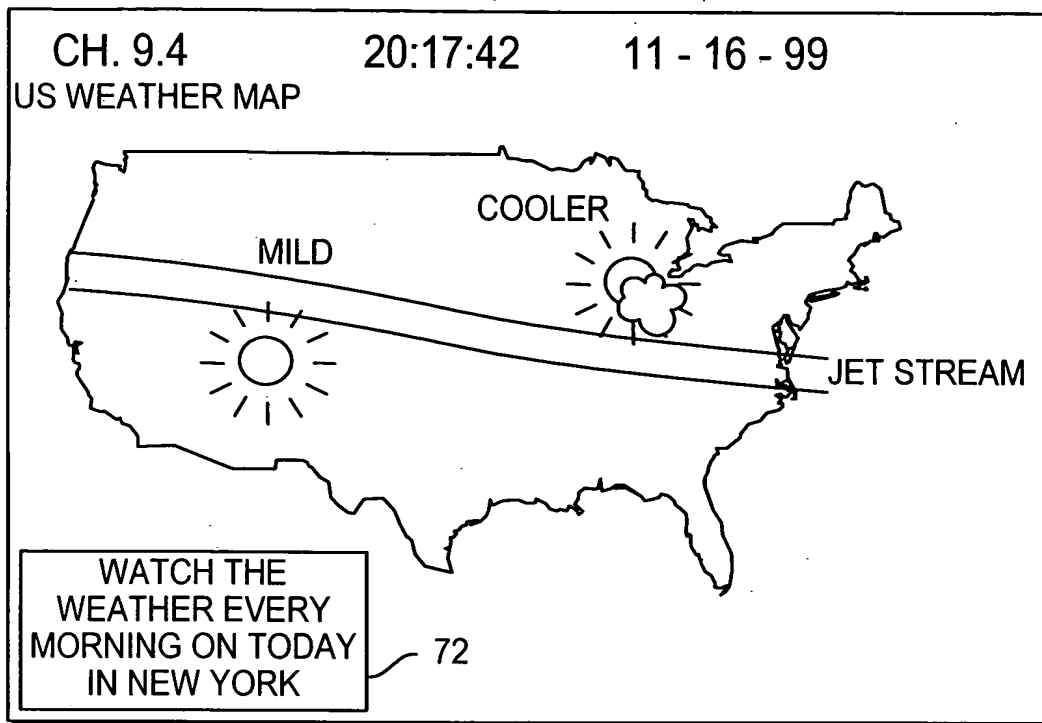 CH. 9.4 20:17:42 11 - 16 - 99
US WEATHER MAP
COOLER
MILD
JET STREAM
WATCH THE
WEATHER EVERY
MORNING ON TODAY
IN NEW YORK
72